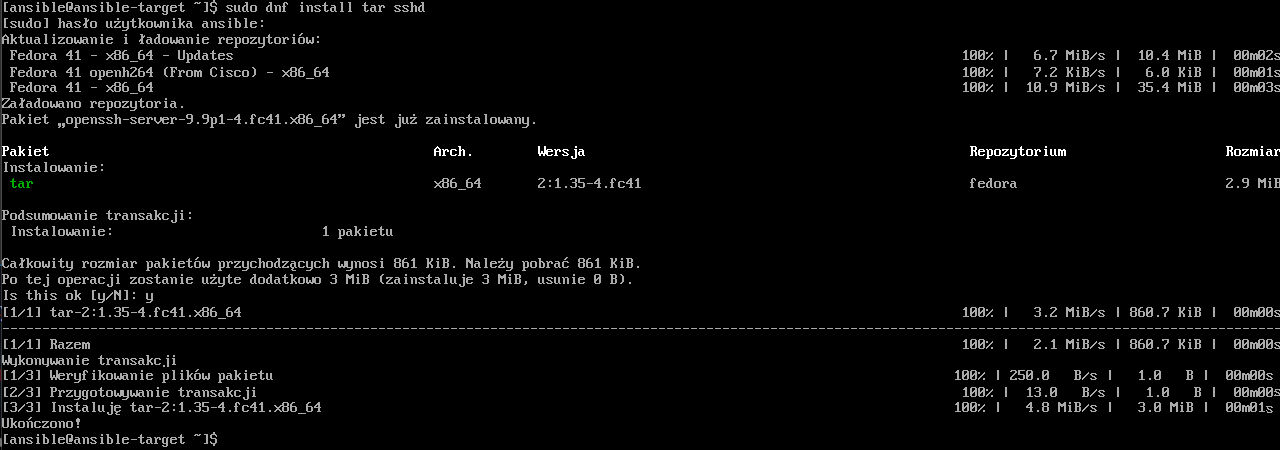 [ansible@ansible-target ~]$ sudo dnf install tar sshd
[sudo] hasło użytkownika ansible:
Aktualizowanie i ładowanie repozytoriów:
Fedora 41 - x86_64 - Updates 100% | 6.7 MiB/s | 10.4 MiB | 00m02s
Fedora 41 openh264 (From Cisco) - x86_64 100% | 7.2 KiB/s | 6.0 KiB | 00m01s
Fedora 41 - x86_64 100% | 10.9 MiB/s | 35.4 MiB | 00m03s
Załadowano repozytoria.
Pakiet „openssh-server-9.9p1-4.fc41.x86_64” jest już zainstalowany.
Pakiet Arch. Wersja Repozytorium Rozmiar
Instalowanie:
tar x86_64 2:1.35-4.fc41 fedora 2.9 MiB
Podsumowanie transakcji:
Instalowanie: 1 pakietu
Całkowity rozmiar pakietów przychodzących wynosi 861 KiB. Należy pobrać 861 KiB.
Po tej operacji zostanie użyte dodatkowo 3 MiB (zainstaluje 3 MiB, usunie 0 B).
Is this ok [y/N]: y
[1/1] tar-2:1.35-4.fc41.x86_64 100% | 3.2 MiB/s | 860.7 KiB | 00m00s
--------------------------------------------------------------------------------
[1/1] Razem 100% | 2.1 MiB/s | 860.7 KiB | 00m00s
Wykonywanie transakcji
[1/3] Weryfikowanie plików pakietu 100% | 250.0 B/s | 1.0 B | 00m00s
[2/3] Przygotowywanie transakcji 100% | 13.0 B/s | 1.0 B | 00m00s
[3/3] Instaluję tar-2:1.35-4.fc41.x86_64 100% | 4.8 MiB/s | 3.0 MiB | 00m01s
Ukończono!
[ansible@ansible-target ~]$